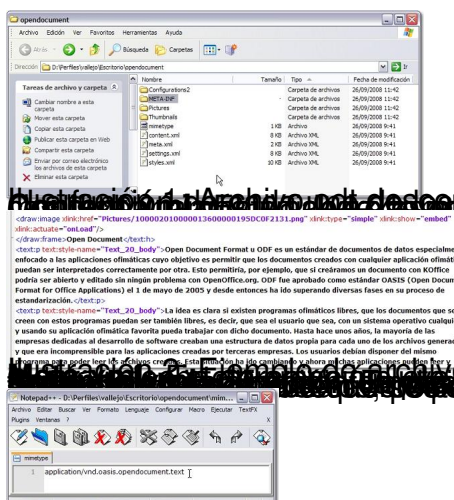 opendocument
Archivo Edición Ver Favoritos Herramientas Ayuda
Atrás Búsqueda Carpetas
Dirección D:\Perfiles\vallejo\Escritorio\opendocument Ir
Tareas de archivo y carpeta
Cambiar nombre a esta carpeta
Mover esta carpeta
Copiar esta carpeta
Publicar esta carpeta en Web
Compartir esta carpeta
Enviar por correo electrónico los archivos de esta carpeta
Eliminar esta carpeta
Nombre Tamaño Tipo Fecha de modificación
Configurations2 Carpeta de archivos 26/09/2008 11:42
META-INF Carpeta de archivos 26/09/2008 11:42
Pictures Carpeta de archivos 26/09/2008 11:42
Thumbnails Carpeta de archivos 26/09/2008 11:42
mimetype 1 KB Archivo 26/09/2008 9:41
content.xml 8 KB Archivo XML 26/09/2008 9:41
meta.xml 2 KB Archivo XML 26/09/2008 9:41
settings.xml 8 KB Archivo XML 26/09/2008 9:41
styles.xml 10 KB Archivo XML 26/09/2008 9:41
<draw:image xlink:href="Pictures/1000020100000136000001 95DC0F2131.png" xlink:type="simple" xlink:show="embed"
xlink:actuate="onLoad"/>
</draw:frame>Open Document</text:h>
<text:p text:style-name="Text_20_body">Open Document Format u ODF es un estándar de documentos de datos especialme
enfocado a las aplicaciones ofimáticas cuyo objetivo es permitir que los documentos creados con cualquier aplicación ofimáti
puedan ser interpretados correctamente por otra. Esto permitiría, por ejemplo, que si creáramos un documento con KOffice
podría ser abierto y editado sin ningún problema con OpenOffice.org. ODF fue aprobado como estándar OASIS (Open Docum
Format for Office Applications) el 1 de mayo de 2005 y desde entonces ha ido superando diversas fases en su proceso de
estandarización.</text:p>
<text:p text:style-name="Text_20_body">La idea es clara si existen programas ofimáticos libres, que los documentos que se
creen con estos programas puedan ser también libres, es decir, que sea el usuario que sea, con un sistema operativo cualqui
y usando su aplicación ofimática favorita pueda trabajar con dicho documento. Hasta hace unos años, la mayoría de las
empresas dedicadas al desarrollo de software creaban una estructura de datos propia para cada uno de los archivos generac
y que era incomprensible para las aplicaciones creadas por terceras empresas. Los usuarios debían disponer del mismo
Notepad++ - D:\Perfiles\vallejo\Escritorio\opendocument\mim...
Archivo Editar Buscar Ver Formato Lenguaje Configurar Macro Ejecutar TextFX
Plugins Ventanas ? X
mimetype
1 application/vnd.oasis.opendocument.text